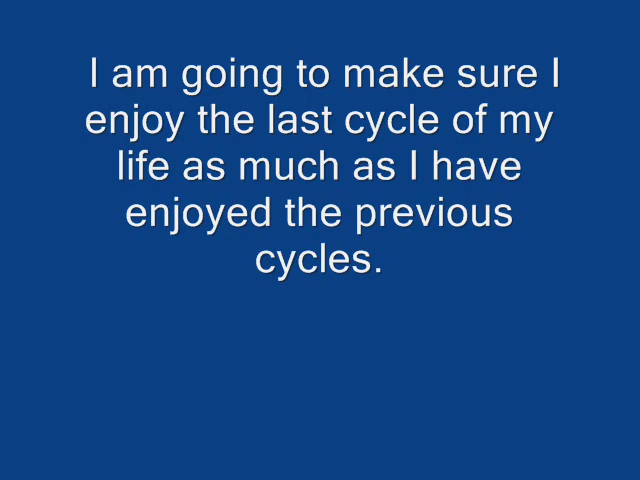 I am going to make sure I
enjoy the last cycle of my
life as much as I have
enjoyed the previous
cycles.